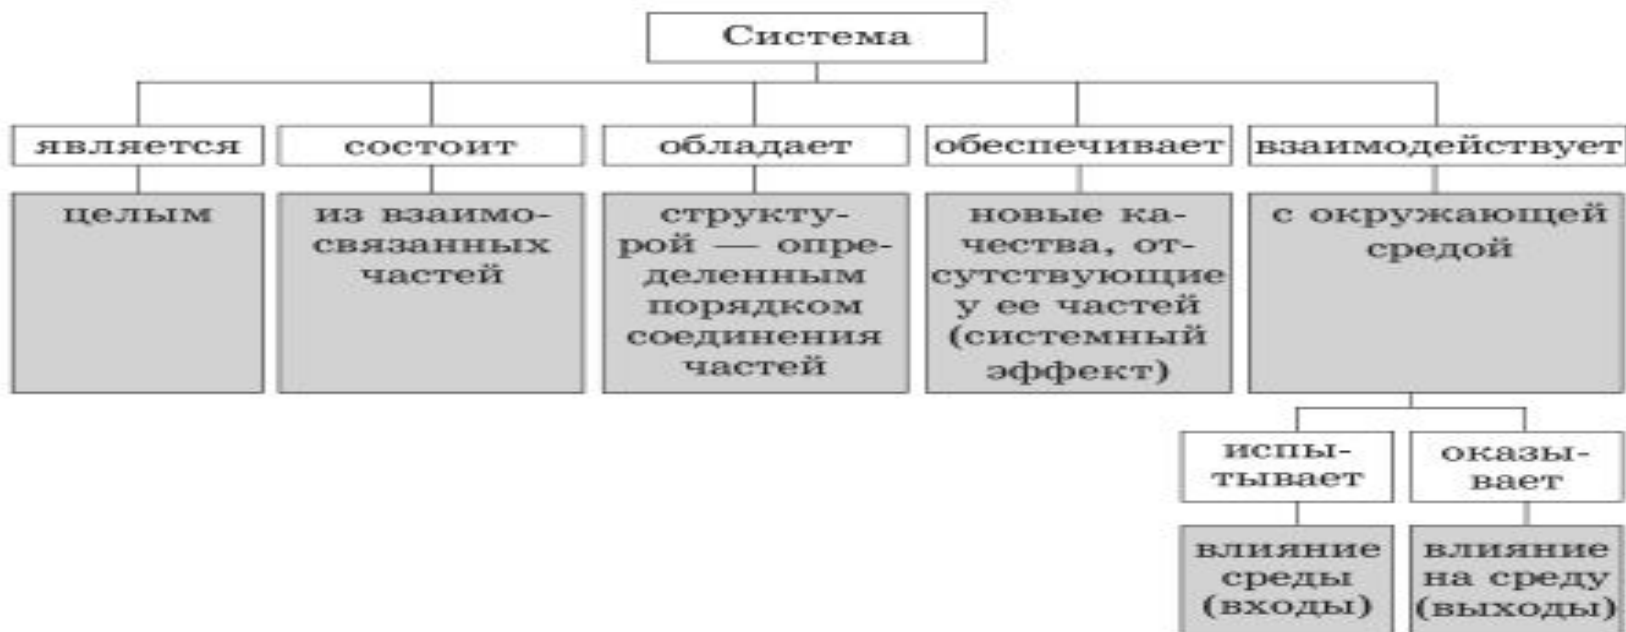 Система
является
состоит
обладает
обеспечивает
взаимодействует
целым
из взаимо-
связанных
частей
структу-
рой — опре-
деленным
порядком
соединения
частей
новые ка-
чества, от-
сутствующие
у ее частей
(системный
эффект)
с окружающей
средой
испы-
тывает
оказы-
вает
влияние
среды
(входы)
влияние
на среду
(выходы)